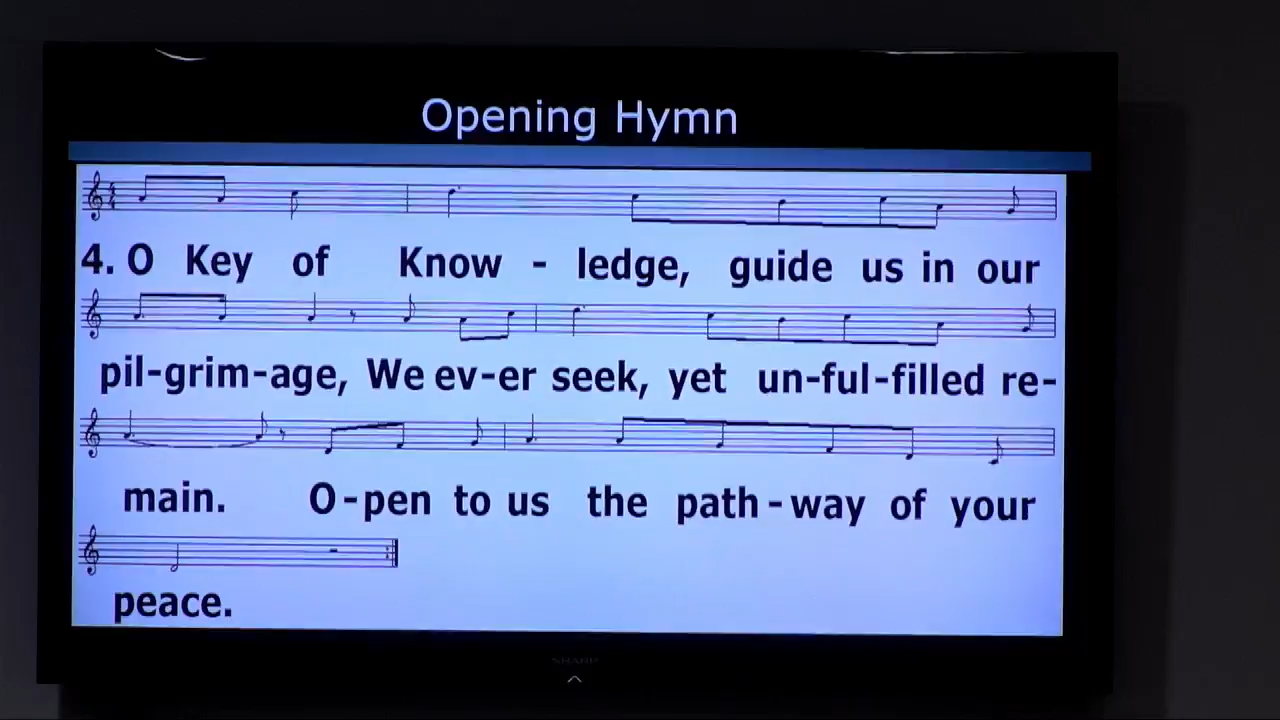 Opening Hymn
4. O Key of Know - ledge, guide us in our
pil-grim-age, We ev-er seek, yet un-ful-filled re-
main. O-pen to us the path-way of your
peace.
SHARP